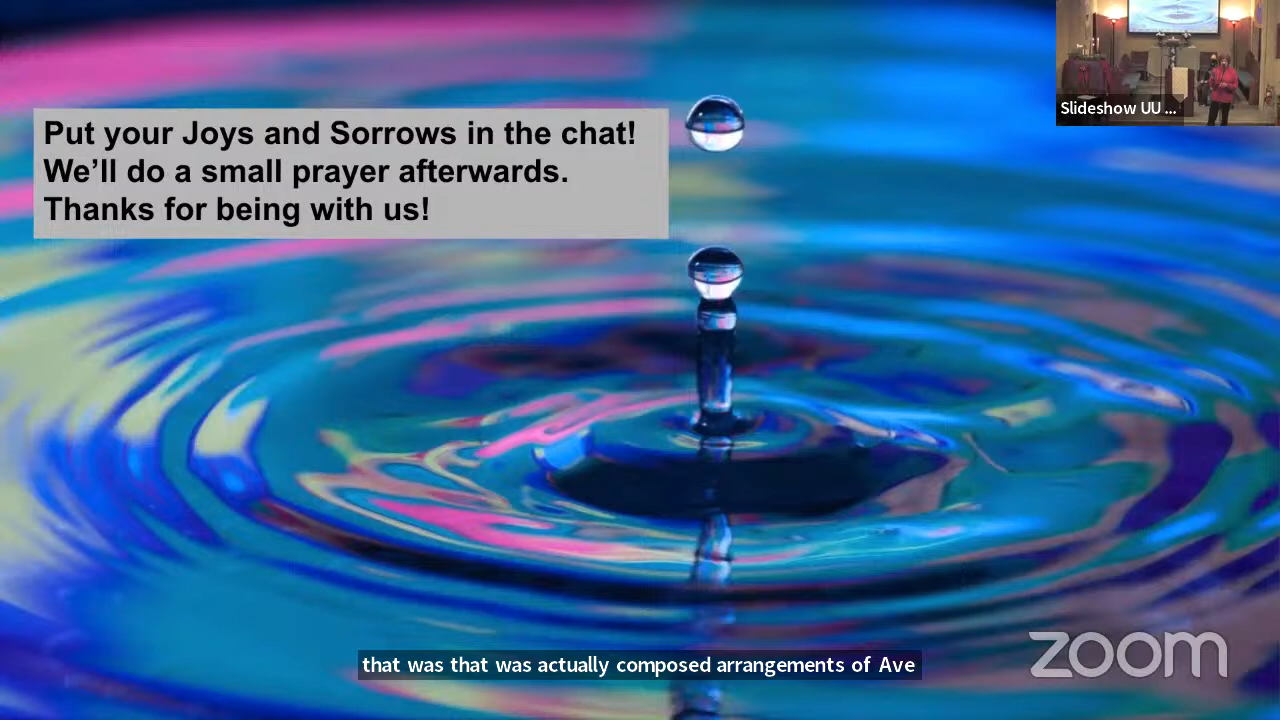 Put your Joys and Sorrows in the chat!
We’ll do a small prayer afterwards.
Thanks for being with us!
Slideshow UU ...
that was that was actually composed arrangements of Ave
zoom